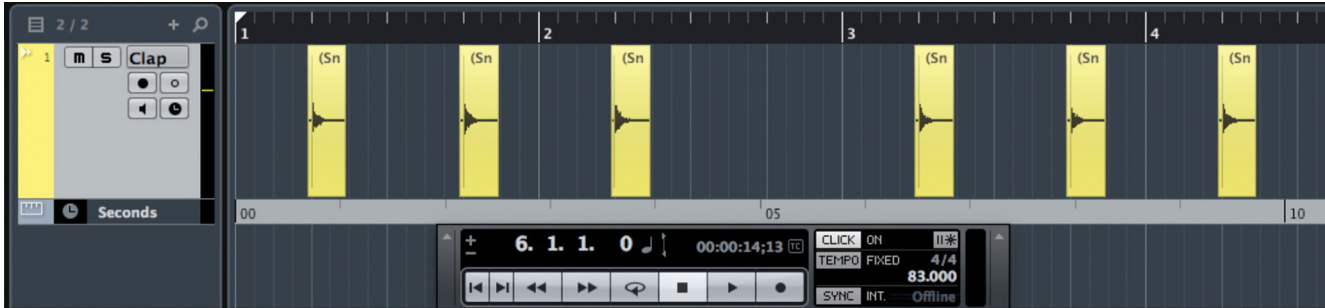 2 / 2 +
1 2 3 4
1 m s Clap
(Sn (Sn (Sn (Sn (Sn (Sn
Seconds
00 05 10
6. 1. 1. 0 00:00:14;13 TC
CLICK ON
TEMPO FIXED 4/4
83.000
SYNC INT. Offline